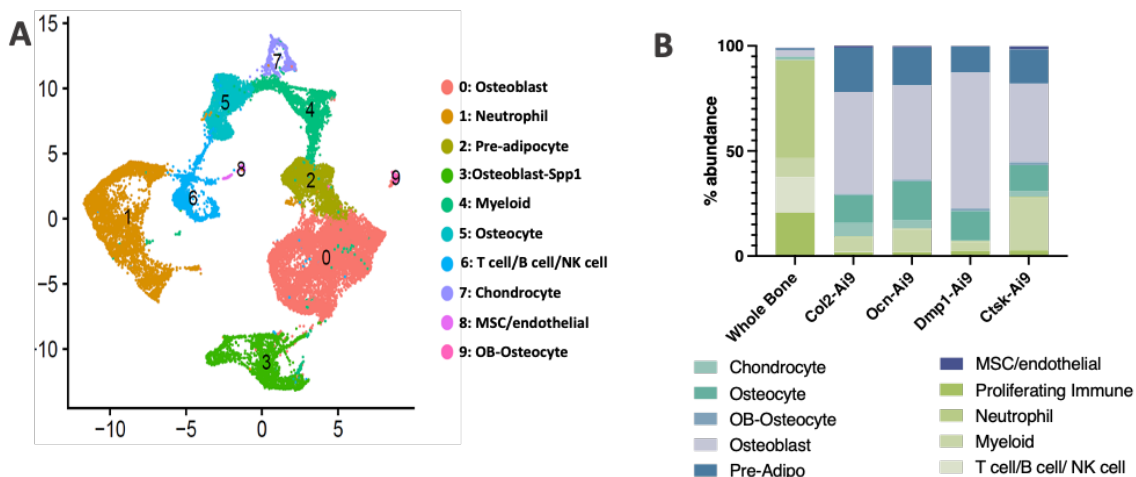 A
15
10
5
0
-5
-10
-10
-5
0
5
7
5
4
8
2
9
6
1
0
3
0: Osteoblast
1: Neutrophil
2: Pre-adipocyte
3:Osteoblast-Spp1
4: Myeloid
5: Osteocyte
6: T cell/B cell/NK cell
7: Chondrocyte
8: MSC/endothelial
9: OB-Osteocyte
B
% abundance
100
50
0
Whole Bone
Col2-Ai9
Ocn-Ai9
Dmp1-Ai9
Ctsk-Ai9
Chondrocyte
Osteocyte
OB-Osteocyte
Osteoblast
Pre-Adipo
MSC/endothelial
Proliferating Immune
Neutrophil
Myeloid
T cell/B cell/ NK cell